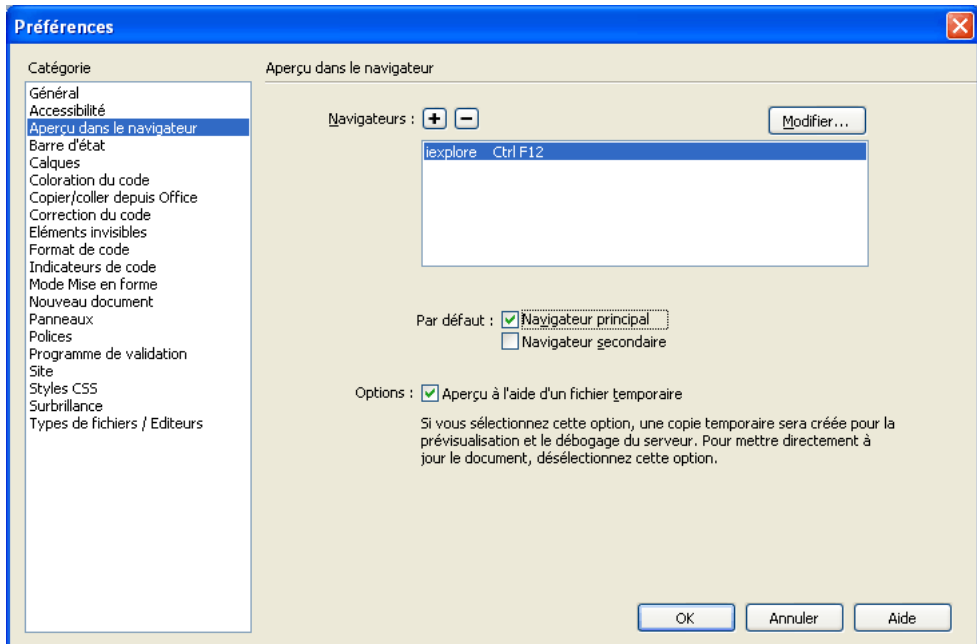 Préférences
Catégorie
Général
Accessibilité
Aperçu dans le navigateur
Barre d'état
Calques
Coloration du code
Copier/coller depuis Office
Correction du code
Eléments invisibles
Format de code
Indicateurs de code
Mode Mise en forme
Nouveau document
Panneaux
Polices
Programme de validation
Site
Styles CSS
Surbrillance
Types de fichiers / Editeurs
Aperçu dans le navigateur
Navigateurs :
Modifier...
iexplore Ctrl F12
Par défaut : Navigateur principal
Navigateur secondaire
Options : Aperçu à l'aide d'un fichier temporaire
Si vous sélectionnez cette option, une copie temporaire sera créée pour la
prévisualisation et le débogage du serveur. Pour mettre directement à
jour le document, désélectionnez cette option.
OK Annuler Aide